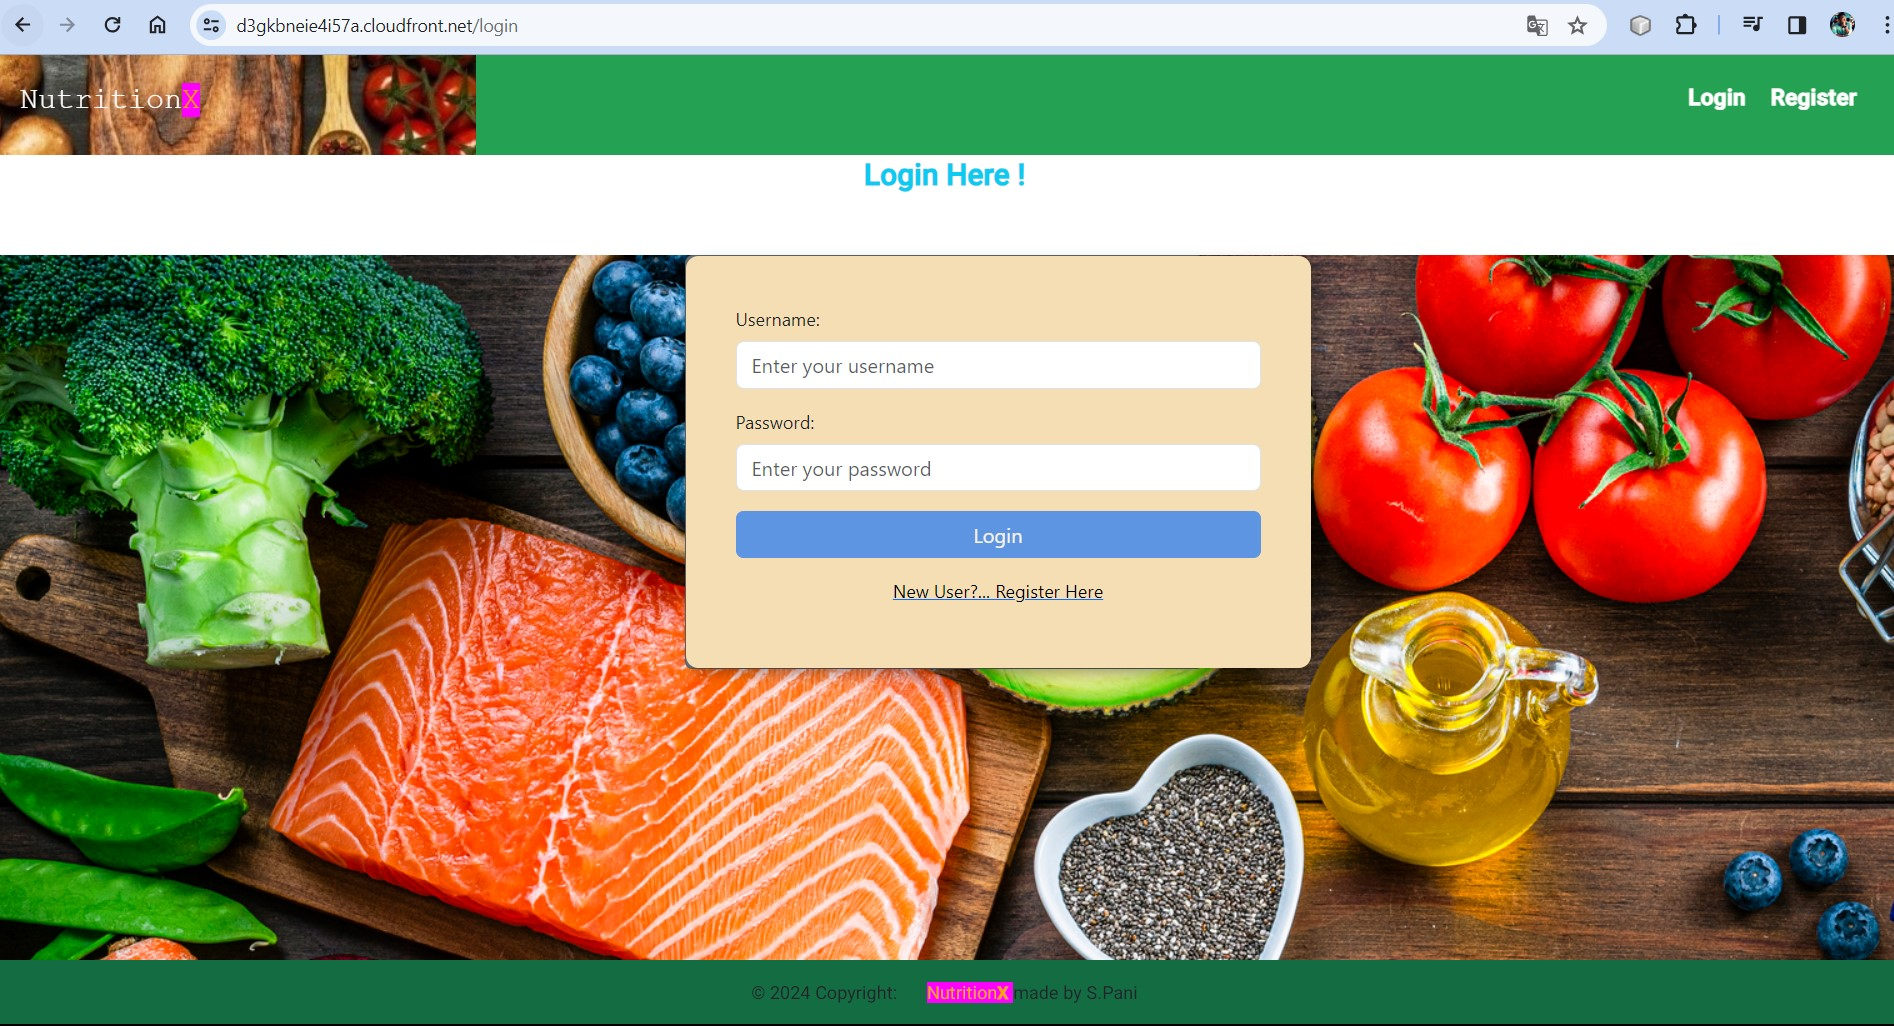 d3gkbneie4i57a.cloudfront.net/login
NutritionX
Login Register
Login Here !
Username:
Enter your username
Password:
Enter your password
Login
New User?... Register Here
© 2024 Copyright: NutritionX made by S.Pani